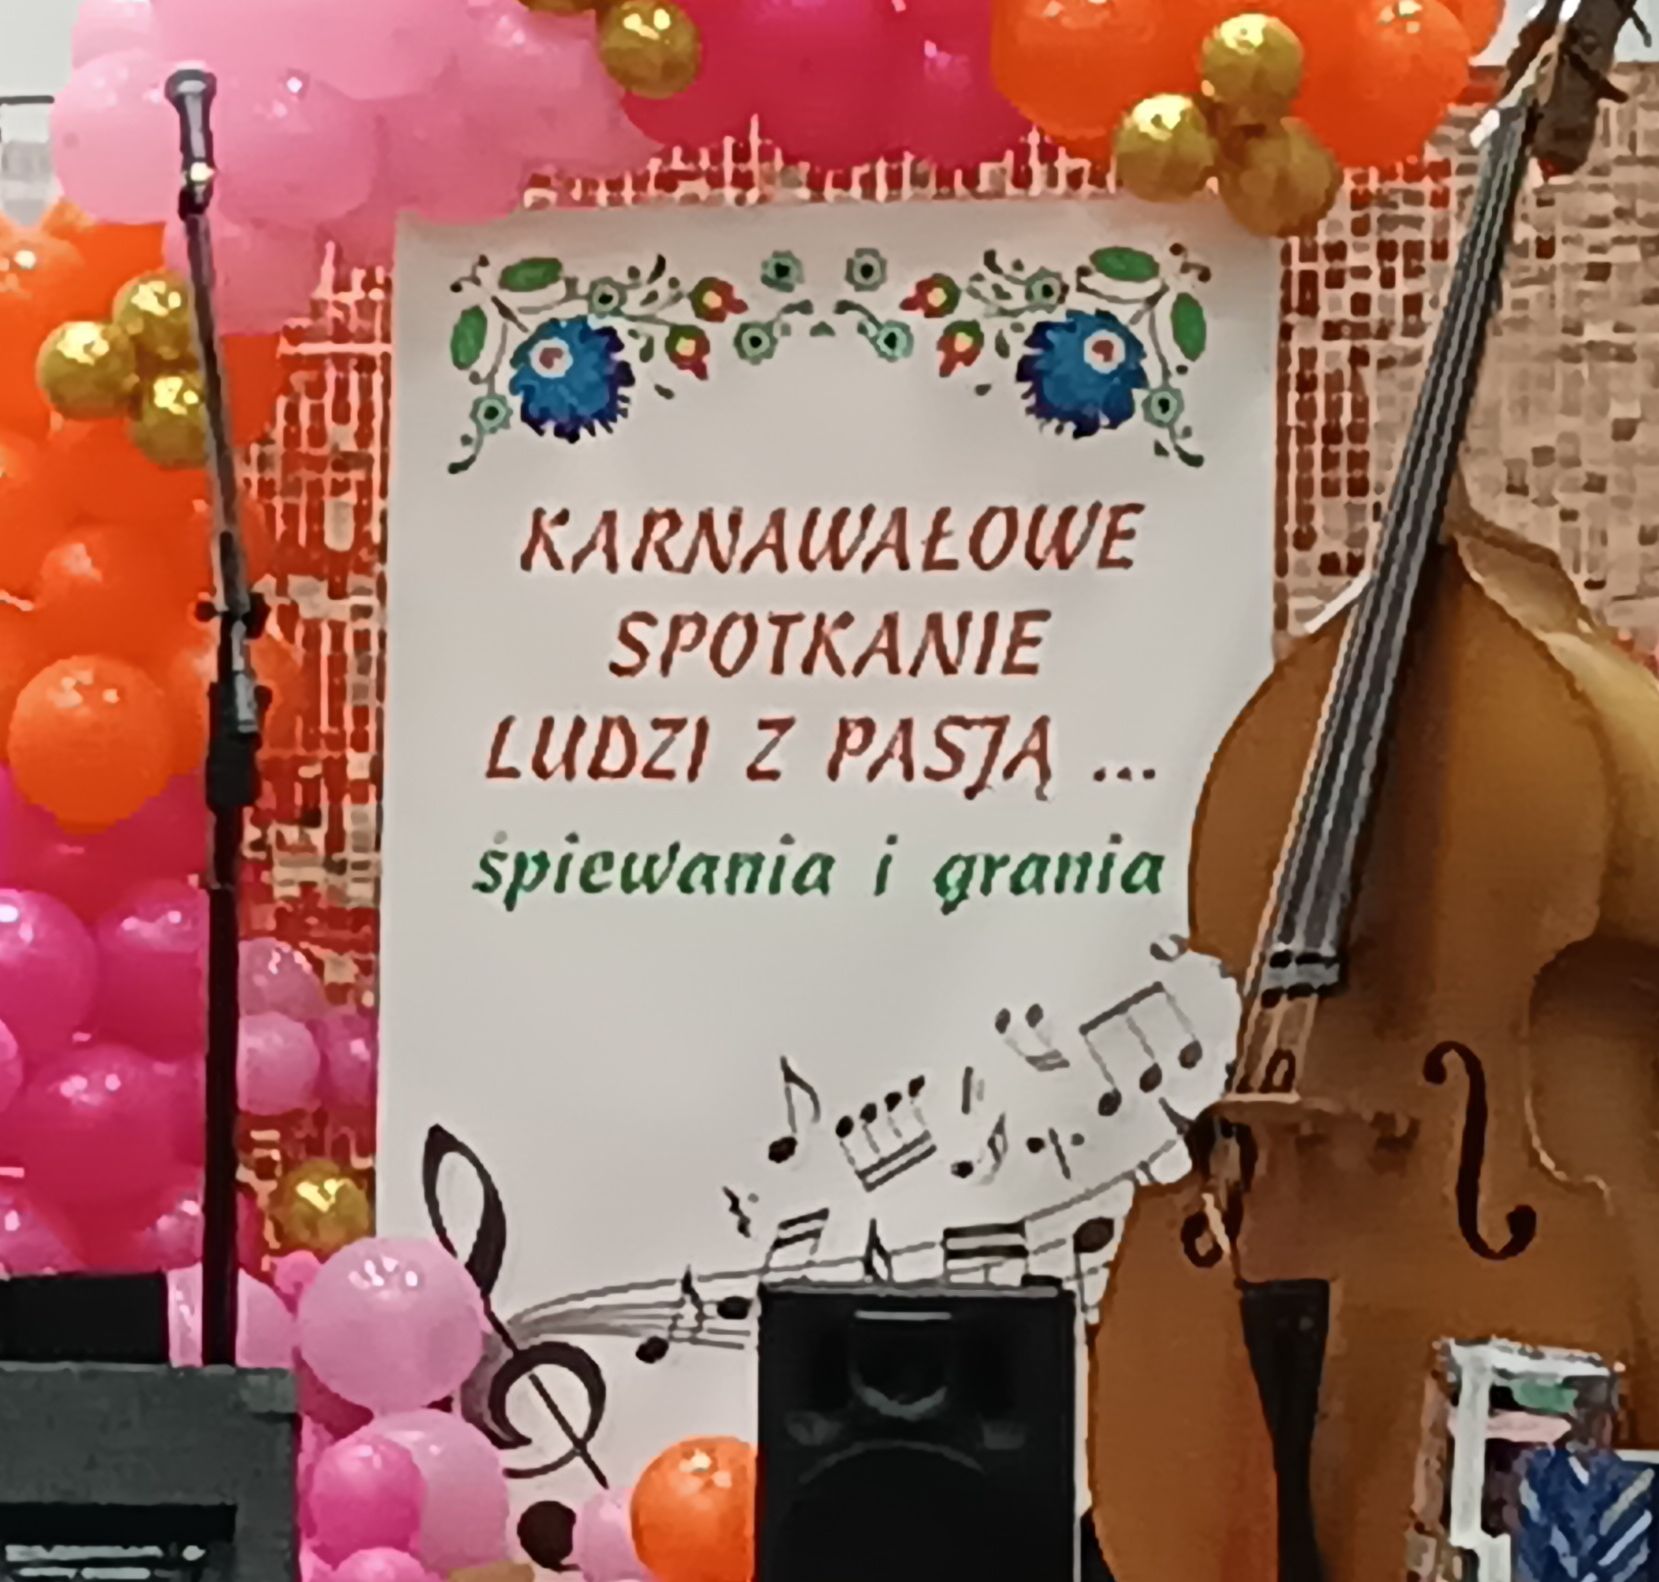 KARNAWAŁOWE
SPOTKANIE
LUDZI Z PASJĄ ...
śpiewania i grania